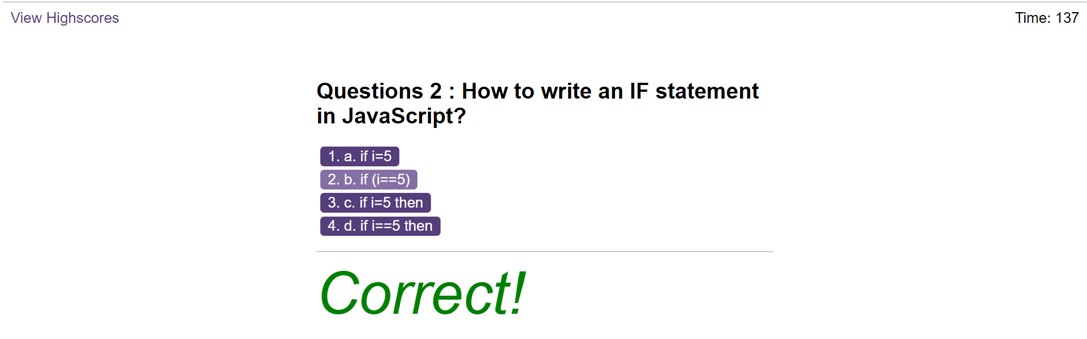 View Highscores
Time: 137
Questions 2 : How to write an IF statement
in JavaScript?
1. a. if i=5
2. b. if (i==5)
3. c. if i=5 then
4. d. if i==5 then
Correct!